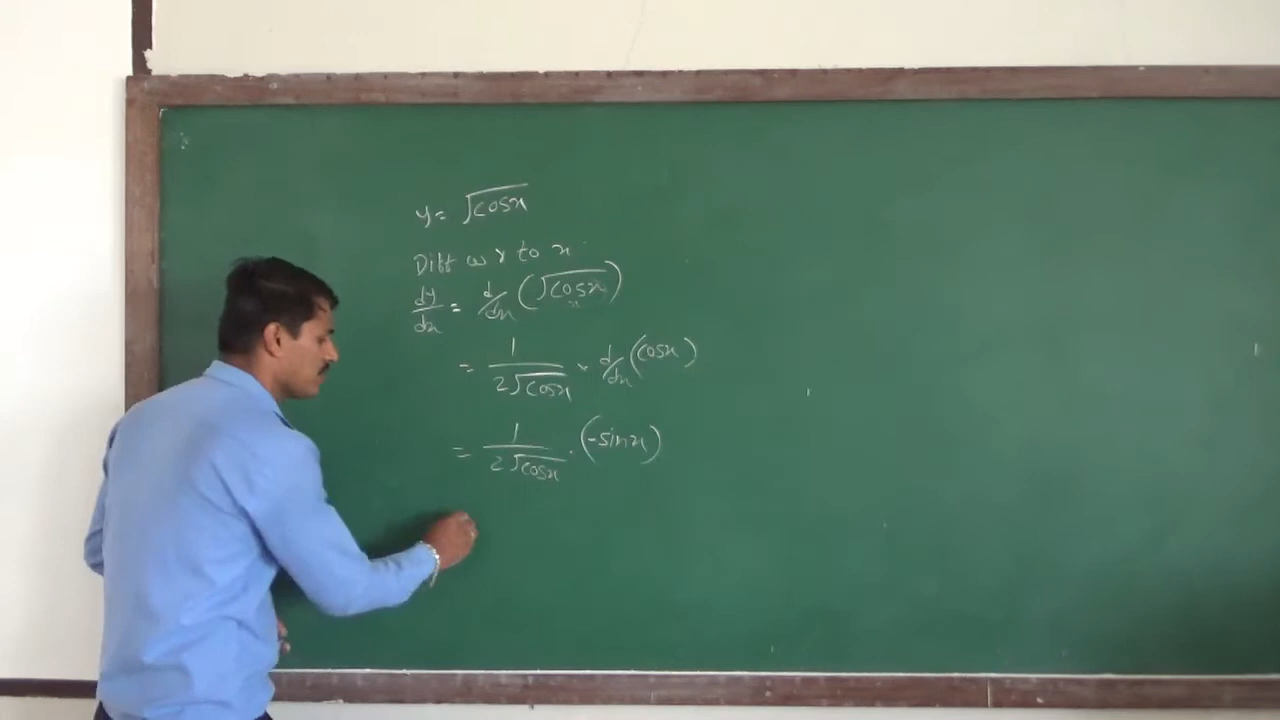 y = √cosx
Diff w r to x
dy/dx = d/dx (√cosx)
= 1/2√cosx × d/dx (cosx)
= 1/2√cosx . (-sinx)